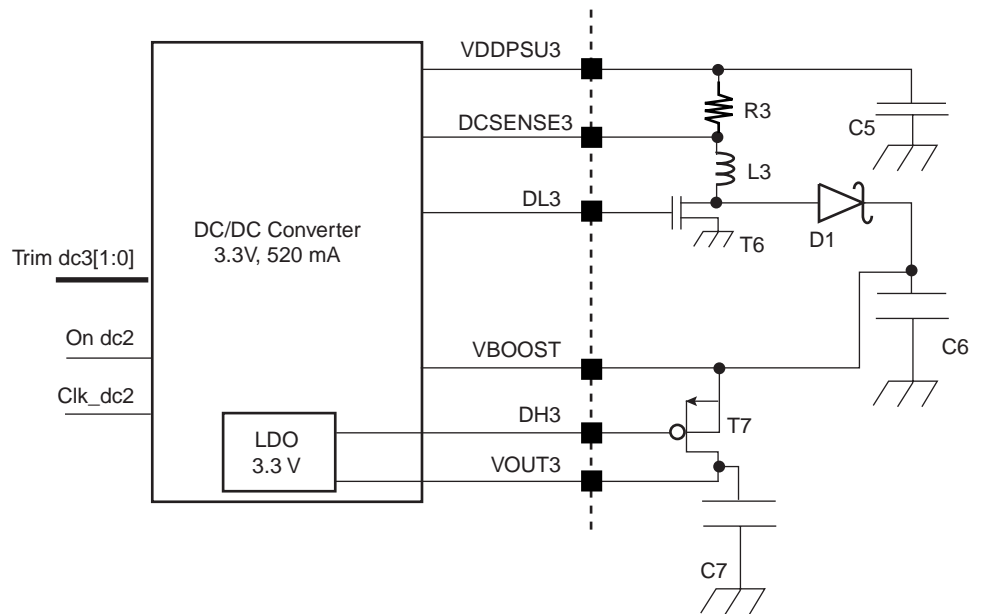 VDDPSU3
R3
C5
DCSENSE3
L3
DL3
T6
D1
DC/DC Converter
3.3V, 520 mA
Trim dc3[1:0]
On dc2
VBOOST
C6
Clk_dc2
DH3
T7
LDO
3.3 V
VOUT3
C7